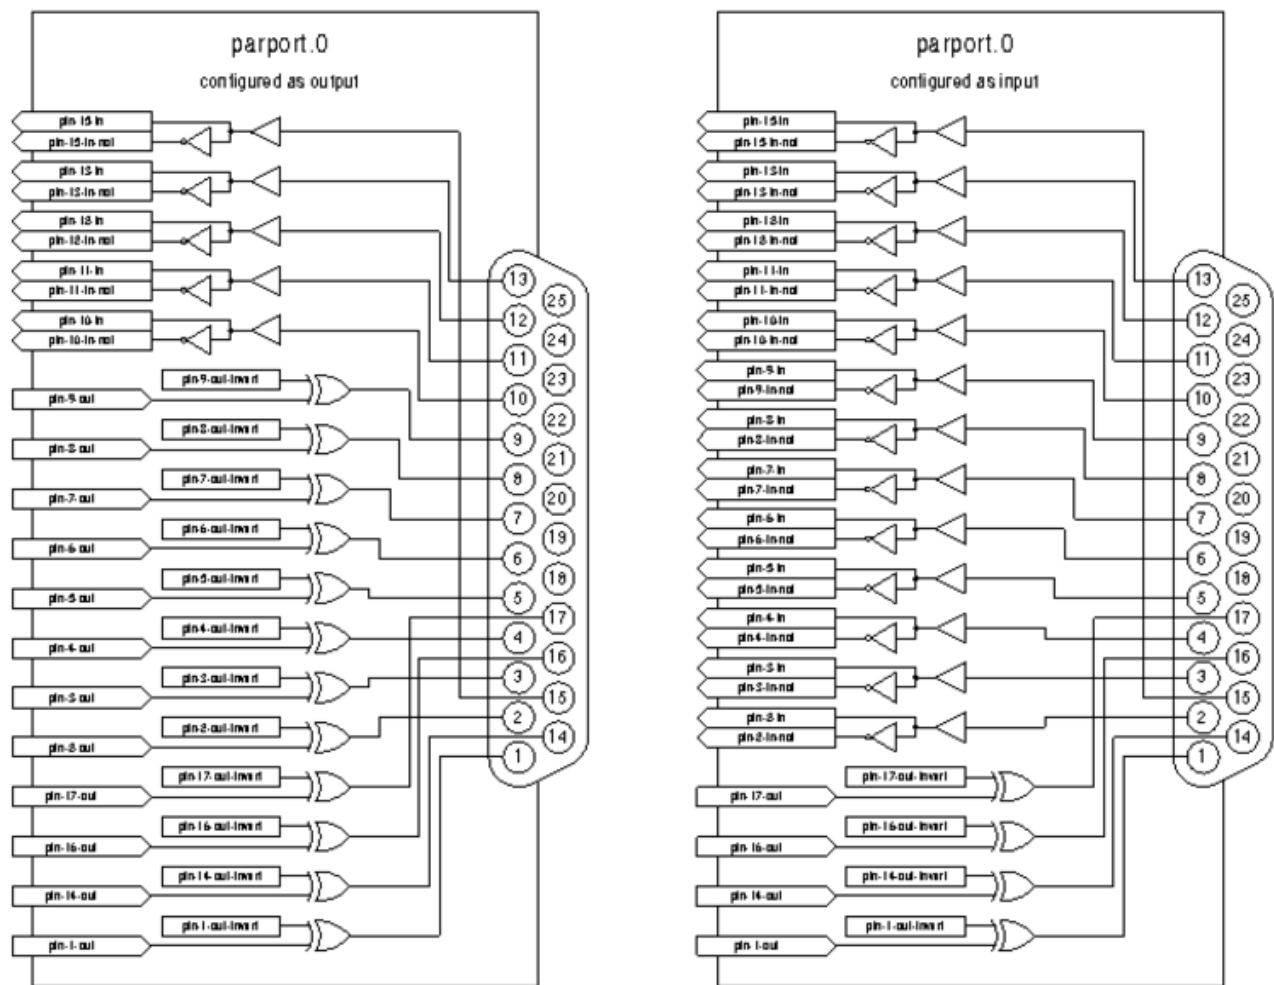 parport.0
configured as output
pin-15-in
pin-15-in-not
pin-13-in
pin-13-in-not
pin-12-in
pin-12-in-not
pin-11-in
pin-11-in-not
pin-10-in
pin-10-in-not
pin-9-out-invert
pin-9-out
pin-8-out-invert
pin-8-out
pin-7-out-invert
pin-7-out
pin-6-out-invert
pin-6-out
pin-5-out-invert
pin-5-out
pin-4-out-invert
pin-4-out
pin-3-out-invert
pin-3-out
pin-2-out-invert
pin-2-out
pin-17-out-invert
pin-17-out
pin-16-out-invert
pin-16-out
pin-14-out-invert
pin-14-out
pin-1-out-invert
pin-1-out
13
25
12
24
11
23
10
22
9
21
8
20
7
19
6
18
5
17
4
16
3
15
2
14
1
parport.0
configured as input
pin-15-in
pin-15-in-not
pin-13-in
pin-13-in-not
pin-12-in
pin-12-in-not
pin-11-in
pin-11-in-not
pin-10-in
pin-10-in-not
pin-9-in
pin-9-in-not
pin-8-in
pin-8-in-not
pin-7-in
pin-7-in-not
pin-6-in
pin-6-in-not
pin-5-in
pin-5-in-not
pin-4-in
pin-4-in-not
pin-3-in
pin-3-in-not
pin-2-in
pin-2-in-not
pin-17-out-invert
pin-17-out
pin-16-out-invert
pin-16-out
pin-14-out-invert
pin-14-out
pin-1-out-invert
pin-1-out
13
25
12
24
11
23
10
22
9
21
8
20
7
19
6
18
5
17
4
16
3
15
2
14
1